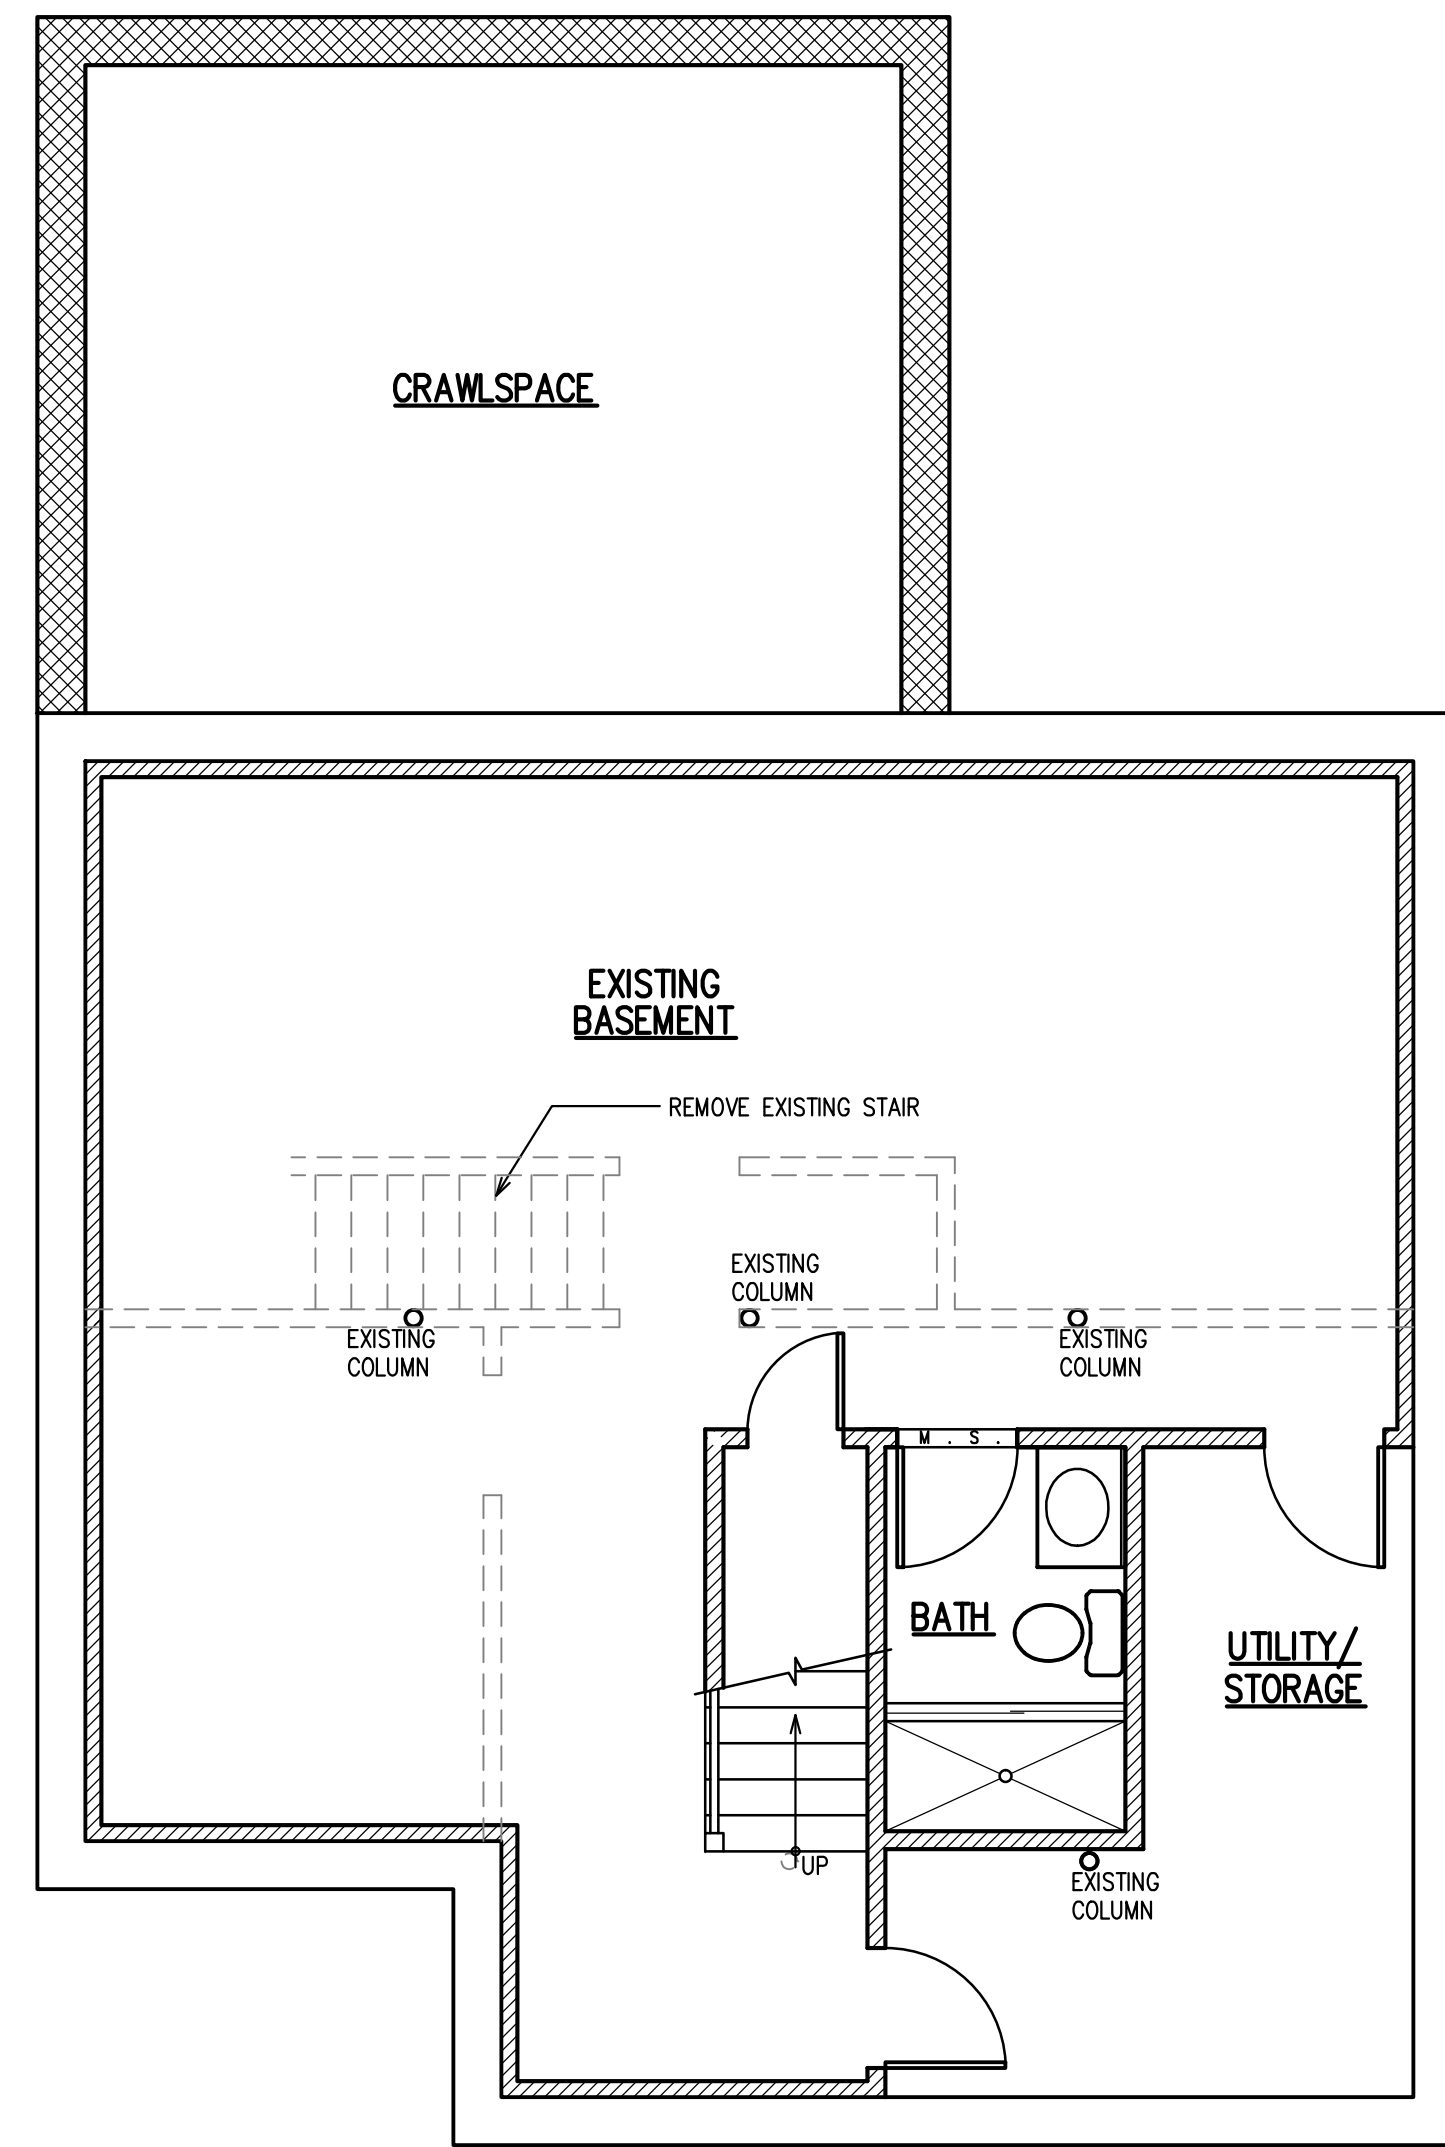 CRAWLSPACE
EXISTING
BASEMENT
REMOVE EXISTING STAIR
EXISTING
COLUMN
EXISTING
COLUMN
EXISTING
COLUMN
M . S .
BATH
UTILITY/
STORAGE
UP
EXISTING
COLUMN